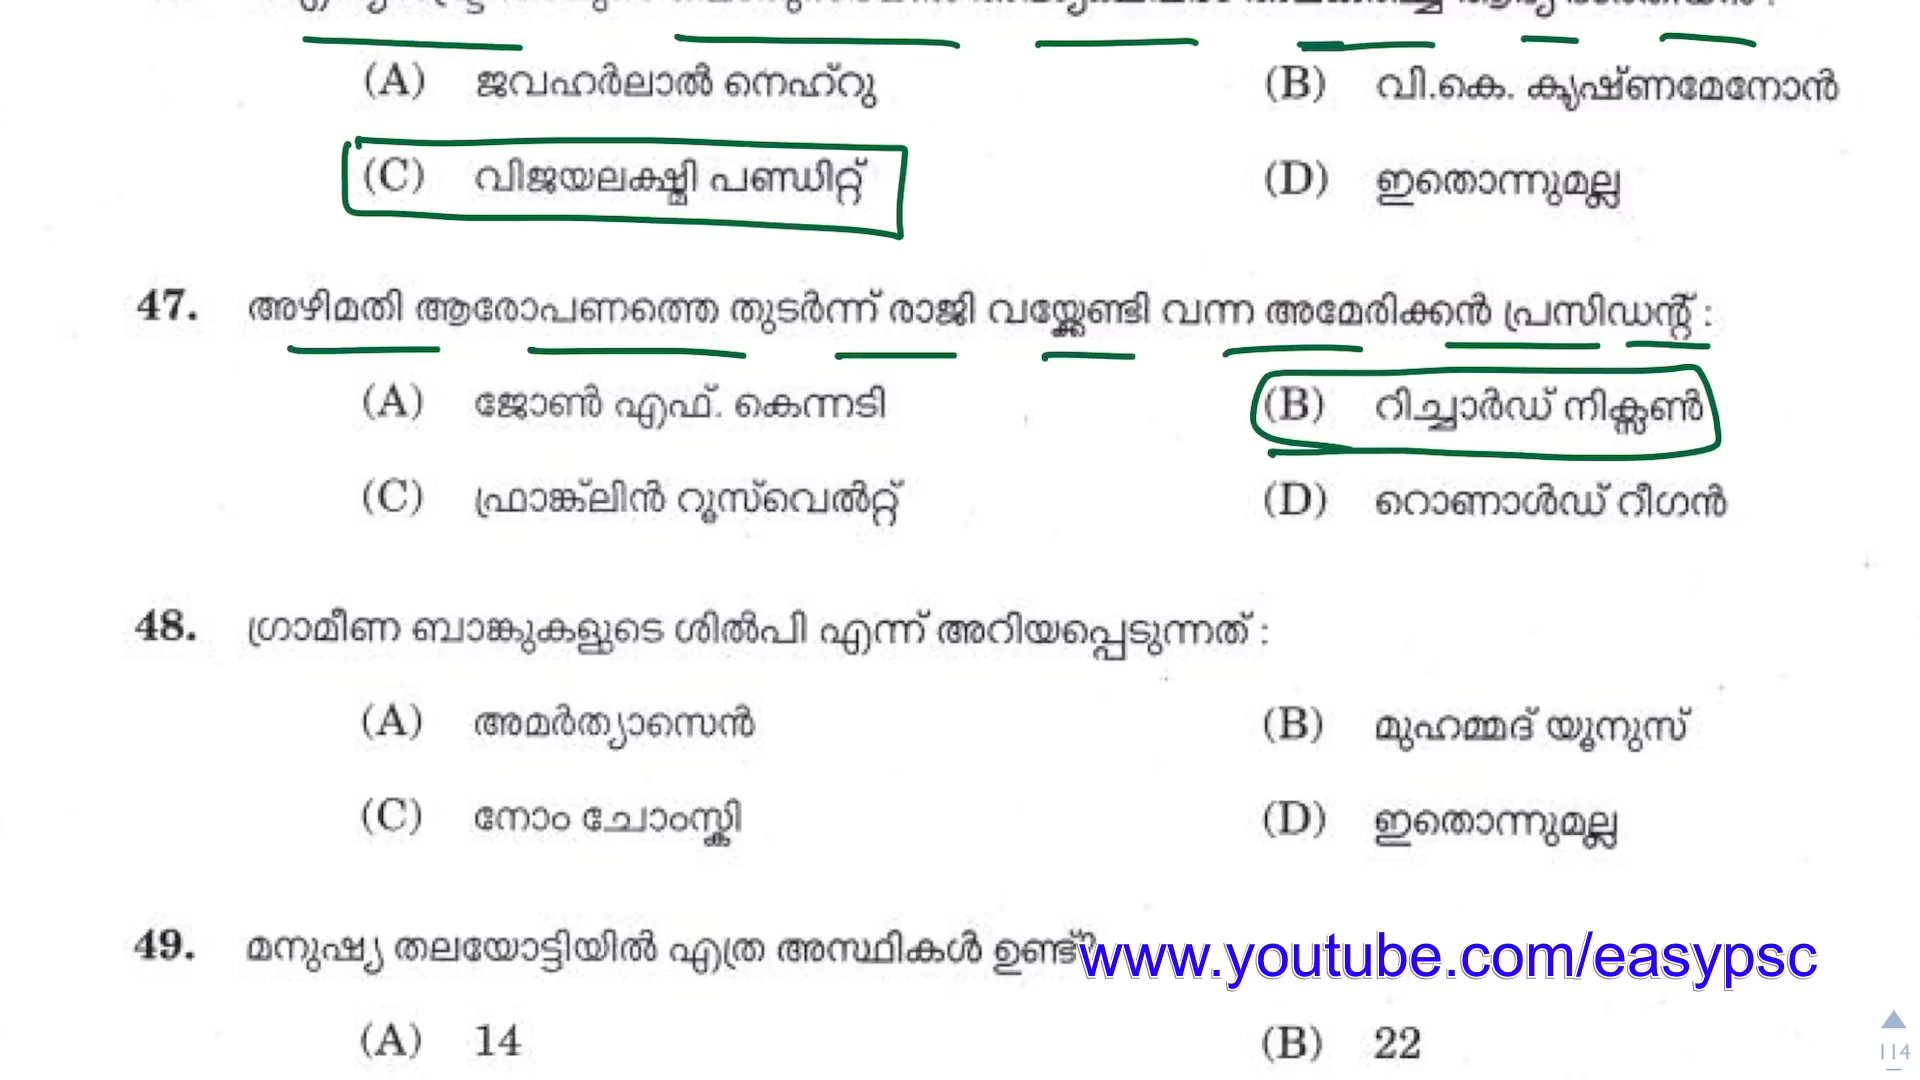 (A) ജവഹർലാൽ നെഹ്റു (B) വി.കെ. കൃഷ്ണമേനോൻ
(C) വിജയലക്ഷ്മി പണ്ഡിറ്റ് (D) ഇതൊന്നുമല്ല
47. അഴിമതി ആരോപണത്തെ തുടർന്ന് രാജി വയ്ക്കേണ്ടി വന്ന അമേരിക്കൻ പ്രസിഡന്റ് :
(A) ജോൺ എഫ്. കെന്നടി (B) റിച്ചാർഡ് നിക്സൺ
(C) ഫ്രാങ്ക്ലിൻ റൂസ്‌വെൽറ്റ് (D) റൊണാൾഡ് റീഗൻ
48. ഗ്രാമീണ ബാങ്കുകളുടെ ശിൽപി എന്ന് അറിയപ്പെടുന്നത് :
(A) അമർത്യാസെൻ (B) മുഹമ്മദ് യൂനുസ്
(C) നോം ചോംസ്കി (D) ഇതൊന്നുമല്ല
49. മനുഷ്യ തലയോട്ടിയിൽ എത്ര അസ്ഥികൾ ഉണ്ട്?
www.youtube.com/easypsc
(A) 14 (B) 22
114